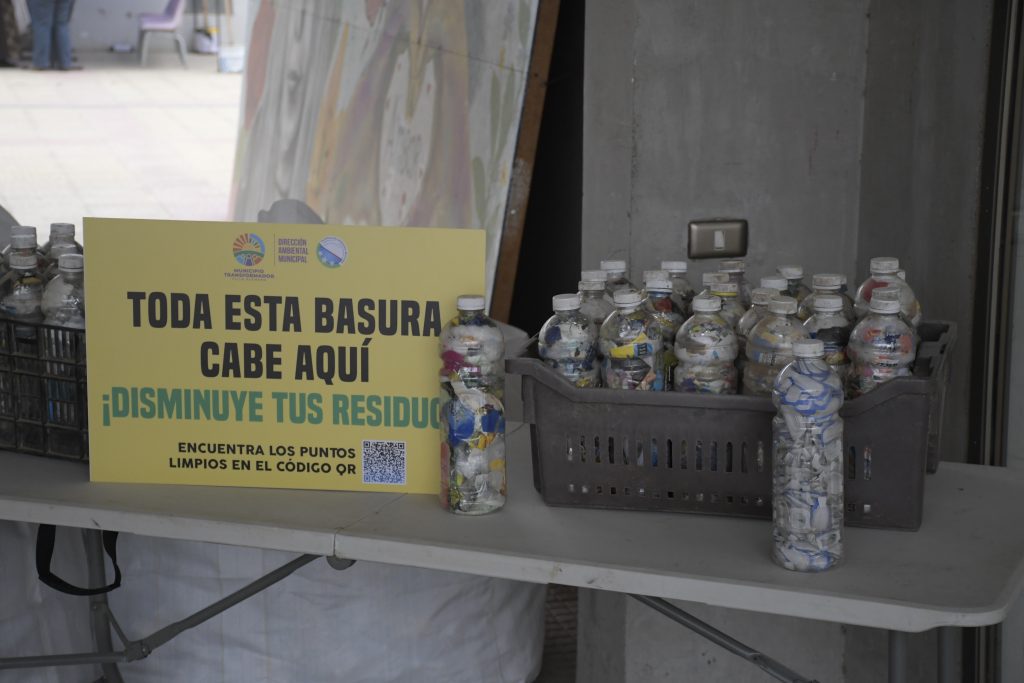 MUNICIPIO
TRANSFORMADOR
DIRECCIÓN
AMBIENTAL
MUNICIPAL
TODA ESTA BASURA
CABE AQUÍ
¡DISMINUYE TUS RESIDUO
ENCUENTRA LOS PUNTOS
LIMPIOS EN EL CÓDIGO QR